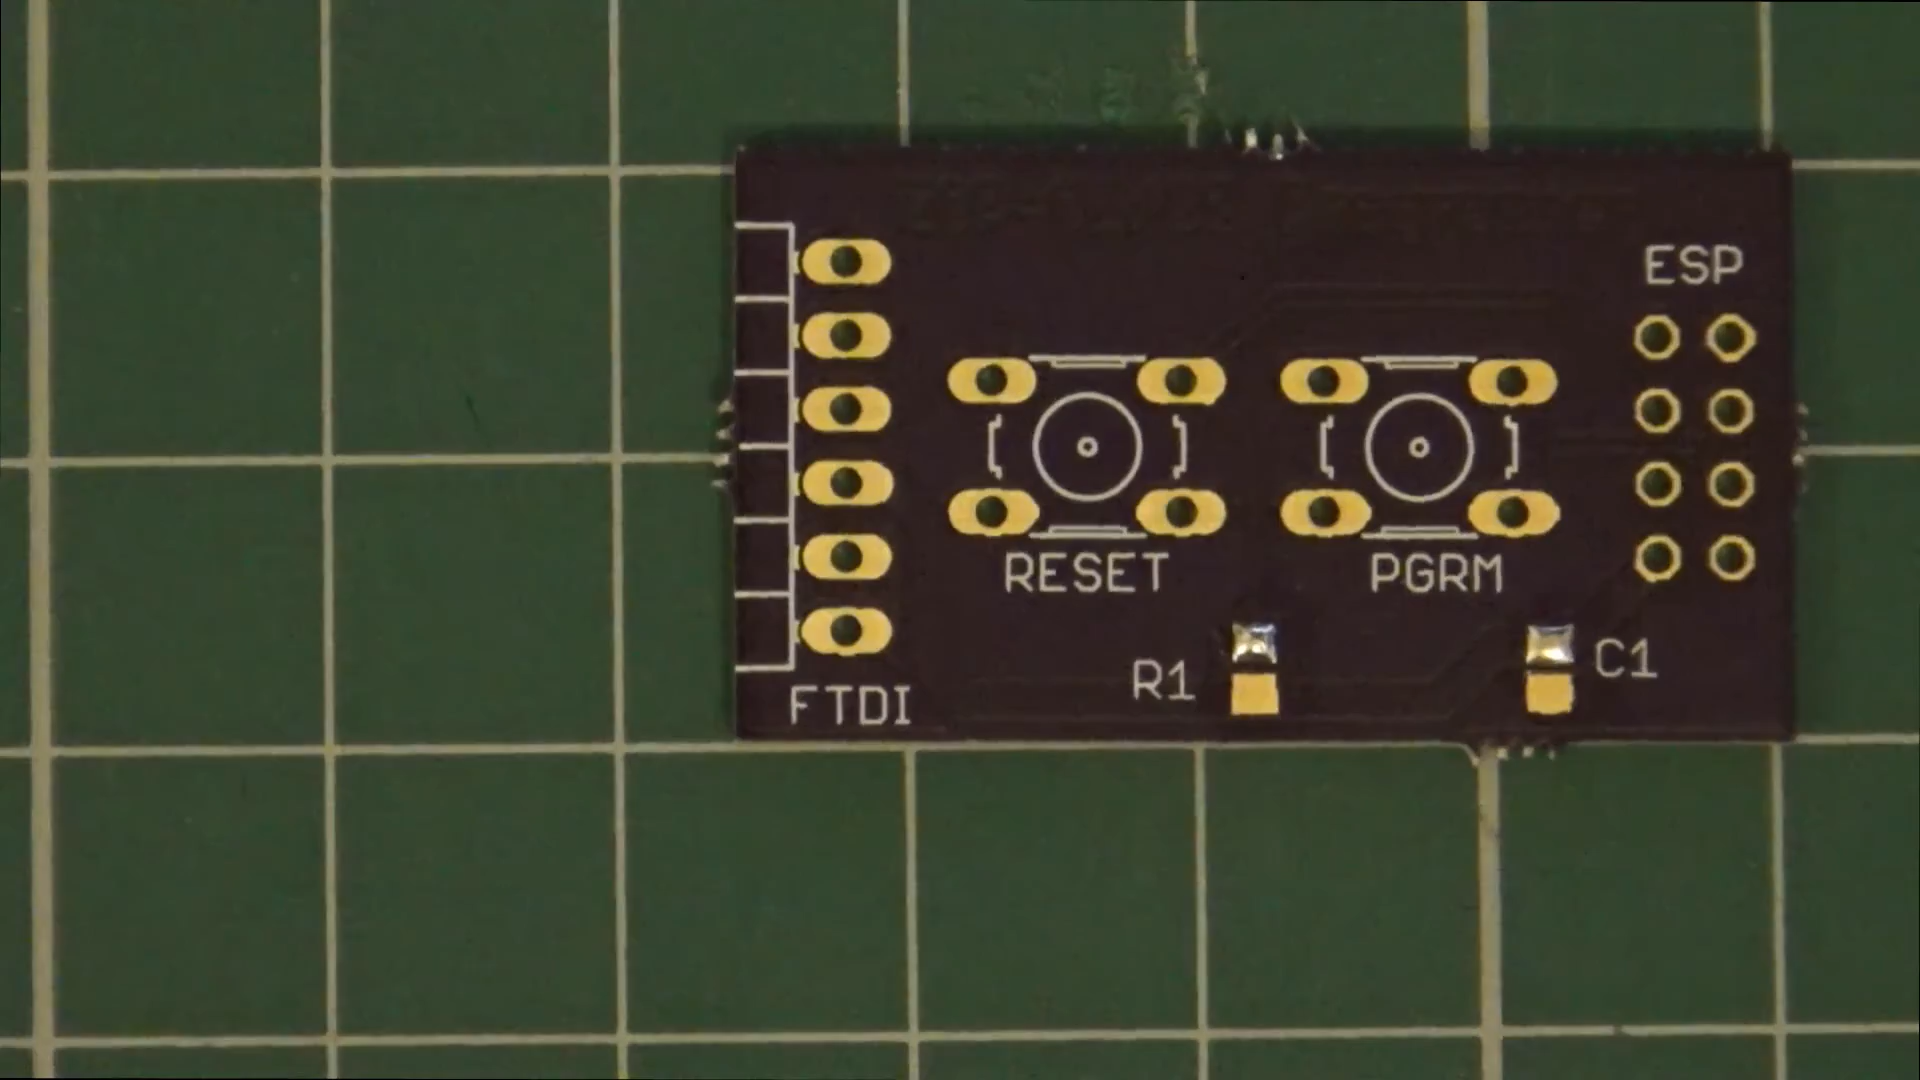 ESP
RESET
PGRM
R1
C1
FTDI